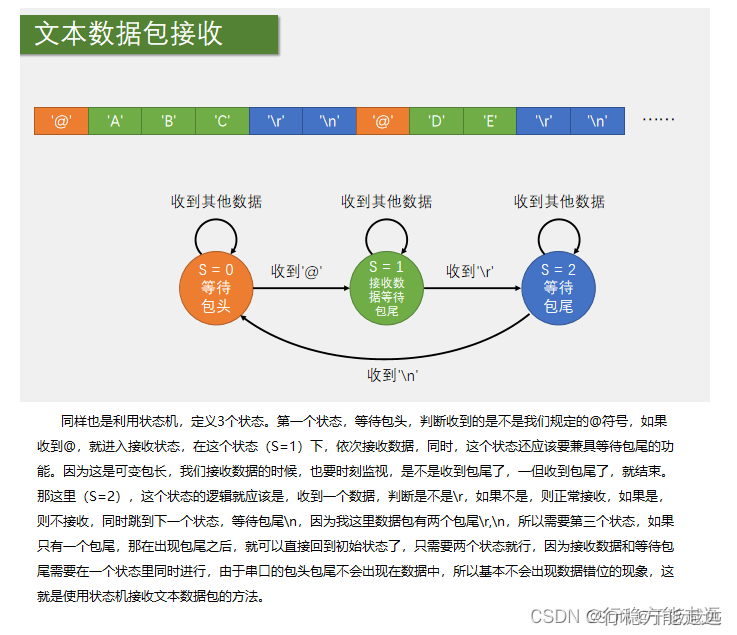 文本数据包接收
'@' 'A' 'B' 'C' '\r' '\n' '@' 'D' 'E' '\r' '\n' ……
收到其他数据 收到其他数据 收到其他数据
S = 0
等待
包头
收到'@'
S = 1
接收数
据等待
包尾
收到'\r'
S = 2
等待
包尾
收到'\n'
同样也是利用状态机，定义3个状态。第一个状态，等待包头，判断收到的是不是我们规定的@符号，如果
收到@，就进入接收状态，在这个状态（S=1）下，依次接收数据，同时，这个状态还应该要兼具等待包尾的功
能。因为这是可变包长，我们接收数据的时候，也要时刻监视，是不是收到包尾了，一但收到包尾了，就结束。
那这里（S=2），这个状态的逻辑就应该是，收到一个数据，判断是不是\r，如果不是，则正常接收，如果是，
则不接收，同时跳到下一个状态，等待包尾\n，因为我这里数据包有两个包尾\r,\n，所以需要第三个状态，如果
只有一个包尾，那在出现包尾之后，就可以直接回到初始状态了，只需要两个状态就行，因为接收数据和等待包
尾需要在一个状态里同时进行，由于串口的包头包尾不会出现在数据中，所以基本不会出现数据错位的现象，这
就是使用状态机接收文本数据包的方法。
CSDN @行稳方能走远